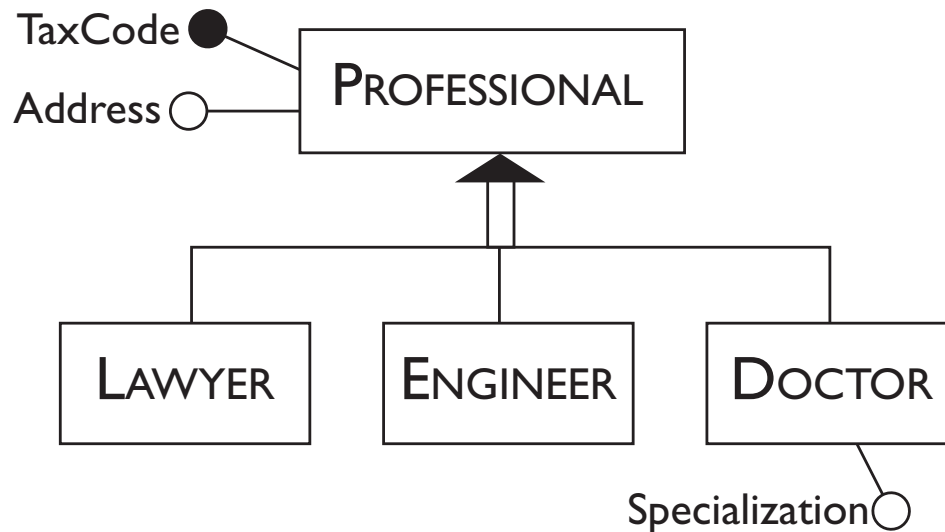 TaxCode
Address
PROFESSIONAL
LAWYER
ENGINEER
DOCTOR
Specialization